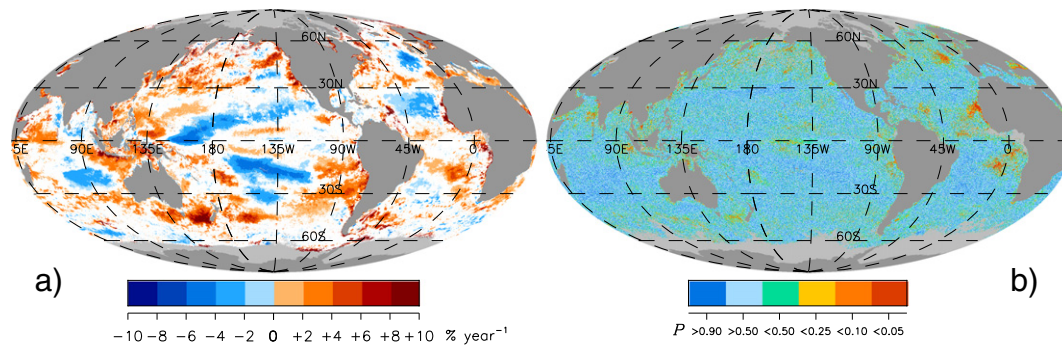 60N
60N
30N
30N
5E 90E 135E 180 135W 90W 45W 0
5E 90E 135E 180 135W 90W 45W 0
30S
30S
60S
60S
a)
b)
−10 −8 −6 −4 −2 0 +2 +4 +6 +8 +10 % year⁻¹
P >0.90 >0.50 <0.50 <0.25 <0.10 <0.05